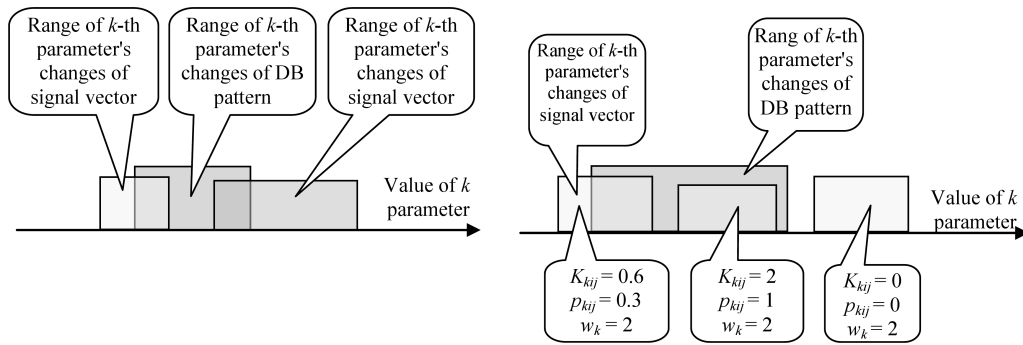 Range of k-th
parameter's
changes of
signal vector
Range of k-th
parameter's
changes of DB
pattern
Range of k-th
parameter's
changes of
signal vector
Value of k
parameter
Range of k-th
parameter's
changes of
signal vector
Rang of k-th
parameter's
changes of
DB pattern
Value of k
parameter
Kkij = 0.6
pkij = 0.3
wk = 2
Kkij = 2
pkij = 1
wk = 2
Kkij = 0
pkij = 0
wk = 2